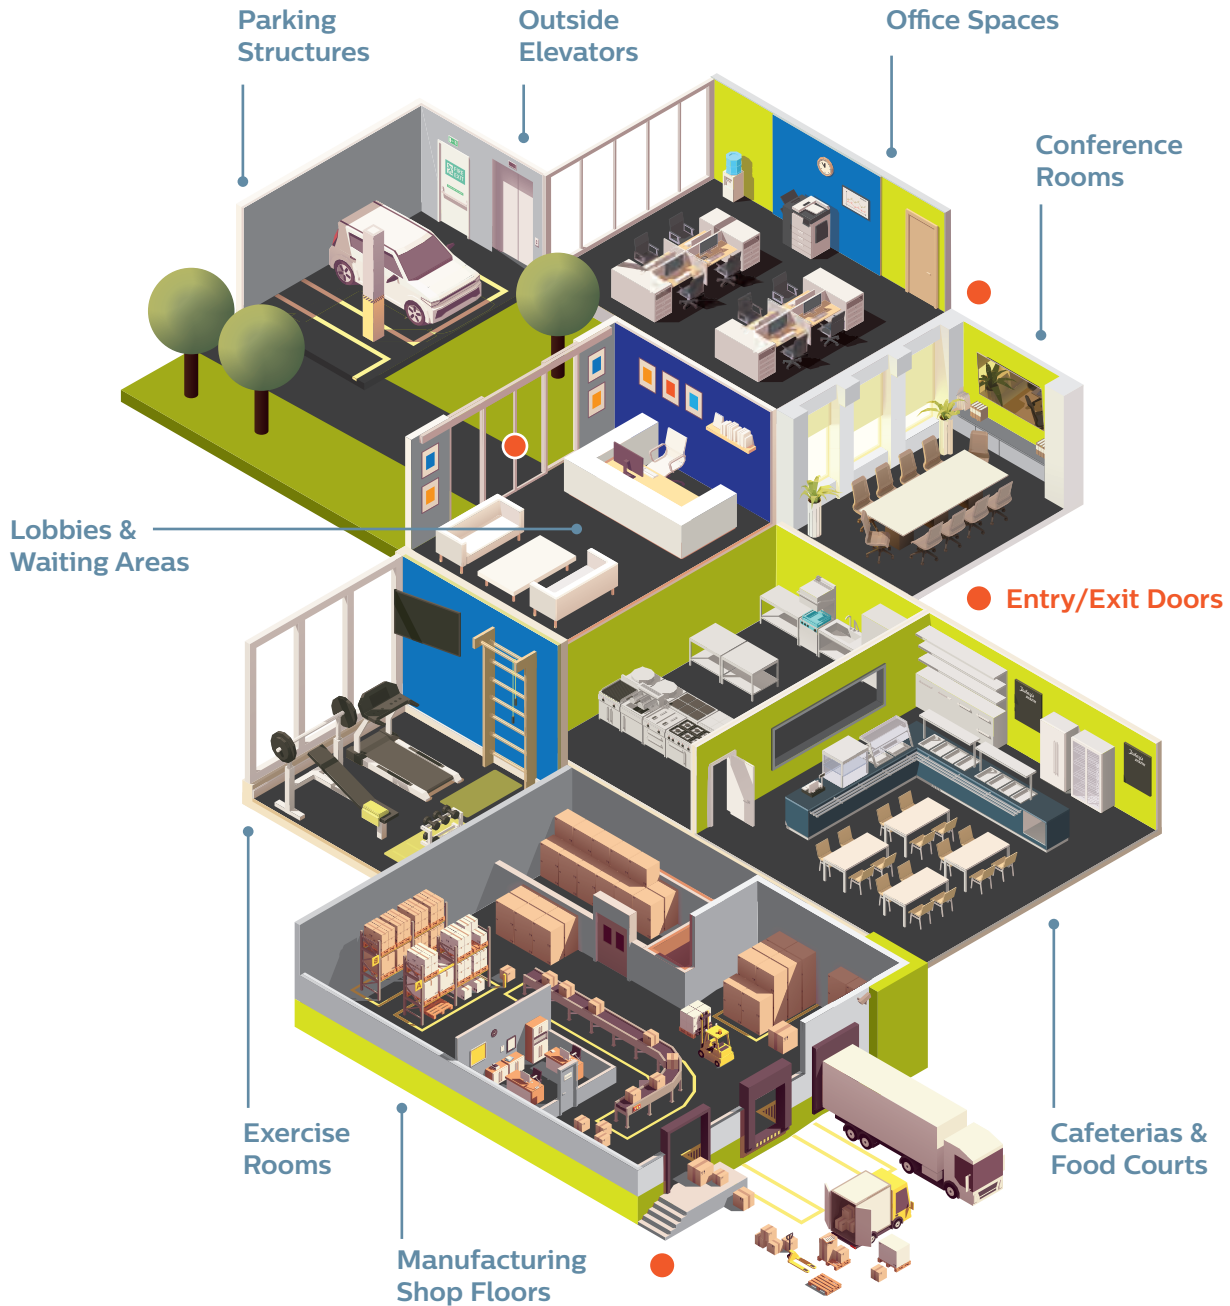 Parking
Structures
Outside
Elevators
Office Spaces
Conference
Rooms
Lobbies &
Waiting Areas
Entry/Exit Doors
Exercise
Rooms
Cafeterias &
Food Courts
Manufacturing
Shop Floors